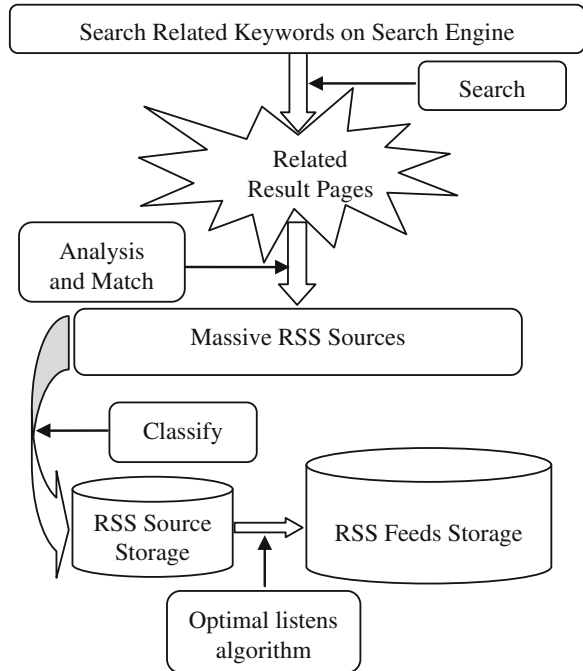 Search Related Keywords on Search Engine
Search
Related
Result Pages
Analysis
and Match
Massive RSS Sources
Classify
RSS Source
Storage
RSS Feeds Storage
Optimal listens
algorithm